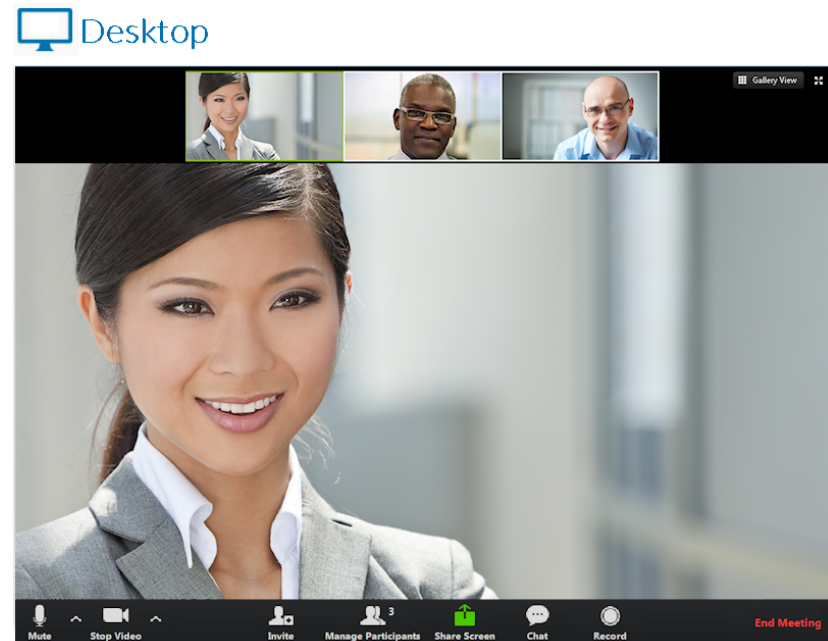 Desktop
Gallery View
3
Mute
Stop Video
Invite
Manage Participants
Share Screen
Chat
Record
End Meeting